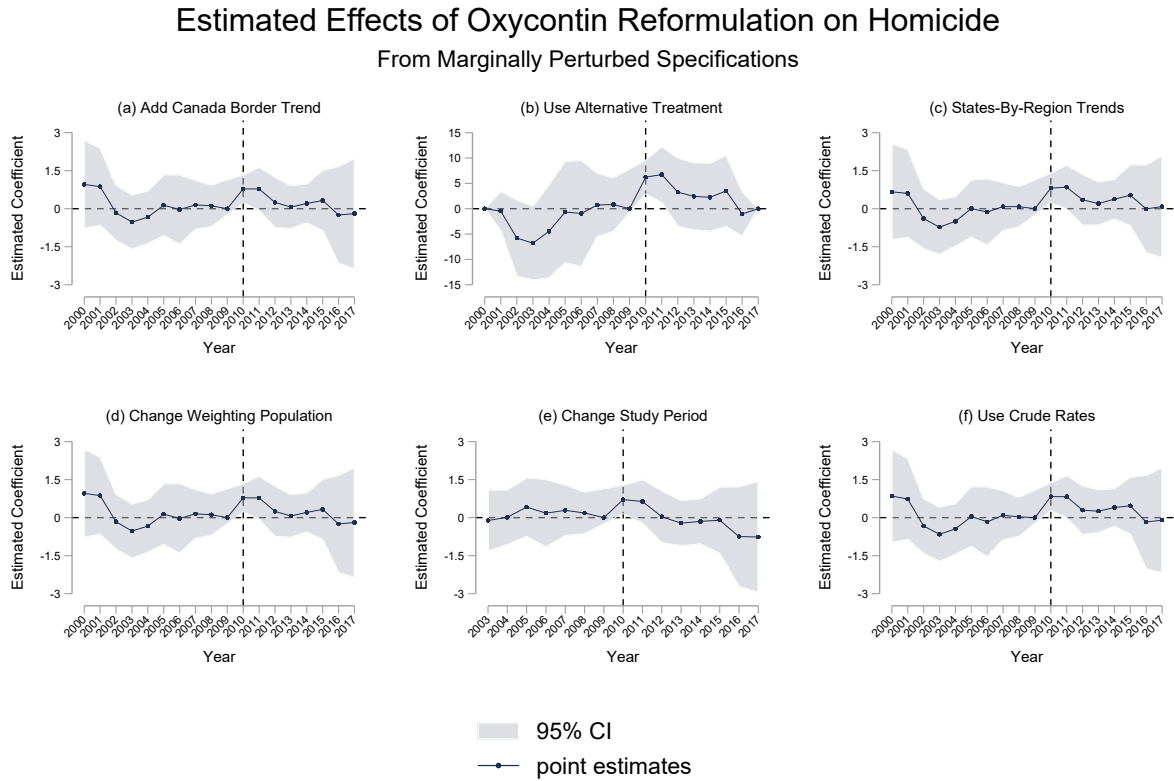 Estimated Effects of Oxycontin Reformulation on Homicide
From Marginally Perturbed Specifications
(a) Add Canada Border Trend
Estimated Coefficient
3
1.5
0
-1.5
-3
2000 2001 2002 2003 2004 2005 2006 2007 2008 2009 2010 2011 2012 2013 2014 2015 2016 2017
Year
(b) Use Alternative Treatment
Estimated Coefficient
15
10
5
0
-5
-10
-15
2000 2001 2002 2003 2004 2005 2006 2007 2008 2009 2010 2011 2012 2013 2014 2015 2016 2017
Year
(c) States-By-Region Trends
Estimated Coefficient
3
1.5
0
-1.5
-3
2000 2001 2002 2003 2004 2005 2006 2007 2008 2009 2010 2011 2012 2013 2014 2015 2016 2017
Year
(d) Change Weighting Population
Estimated Coefficient
3
1.5
0
-1.5
-3
2000 2001 2002 2003 2004 2005 2006 2007 2008 2009 2010 2011 2012 2013 2014 2015 2016 2017
Year
(e) Change Study Period
Estimated Coefficient
3
1.5
0
-1.5
-3
2003 2004 2005 2006 2007 2008 2009 2010 2011 2012 2013 2014 2015 2016 2017
Year
(f) Use Crude Rates
Estimated Coefficient
3
1.5
0
-1.5
-3
2000 2001 2002 2003 2004 2005 2006 2007 2008 2009 2010 2011 2012 2013 2014 2015 2016 2017
Year
95% CI
point estimates